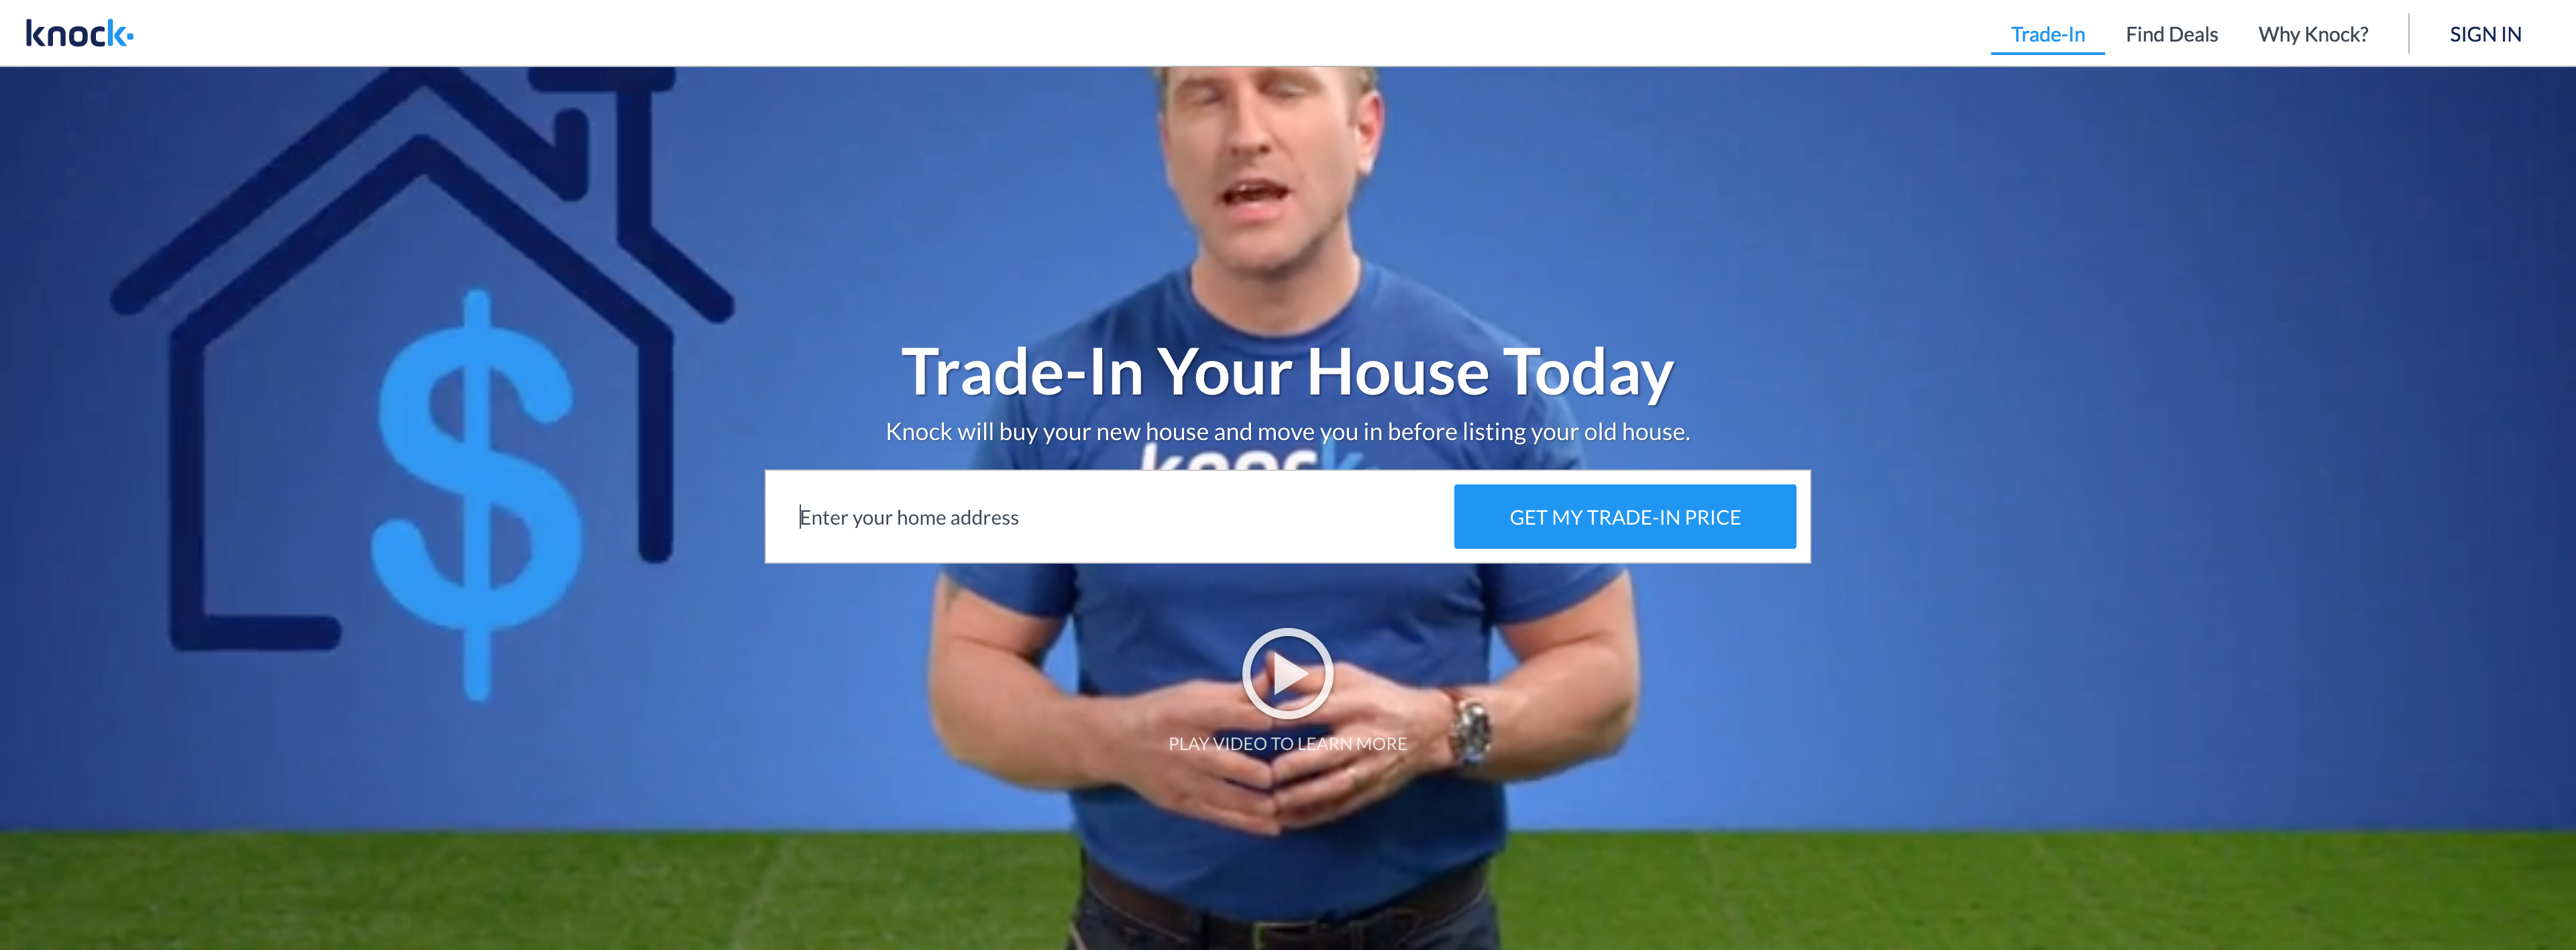 knock
Trade-In
Find Deals
Why Knock?
SIGN IN
$
Trade-In Your House Today
Knock will buy your new house and move you in before listing your old house.
knock
Enter your home address
GET MY TRADE-IN PRICE
PLAY VIDEO TO LEARN MORE